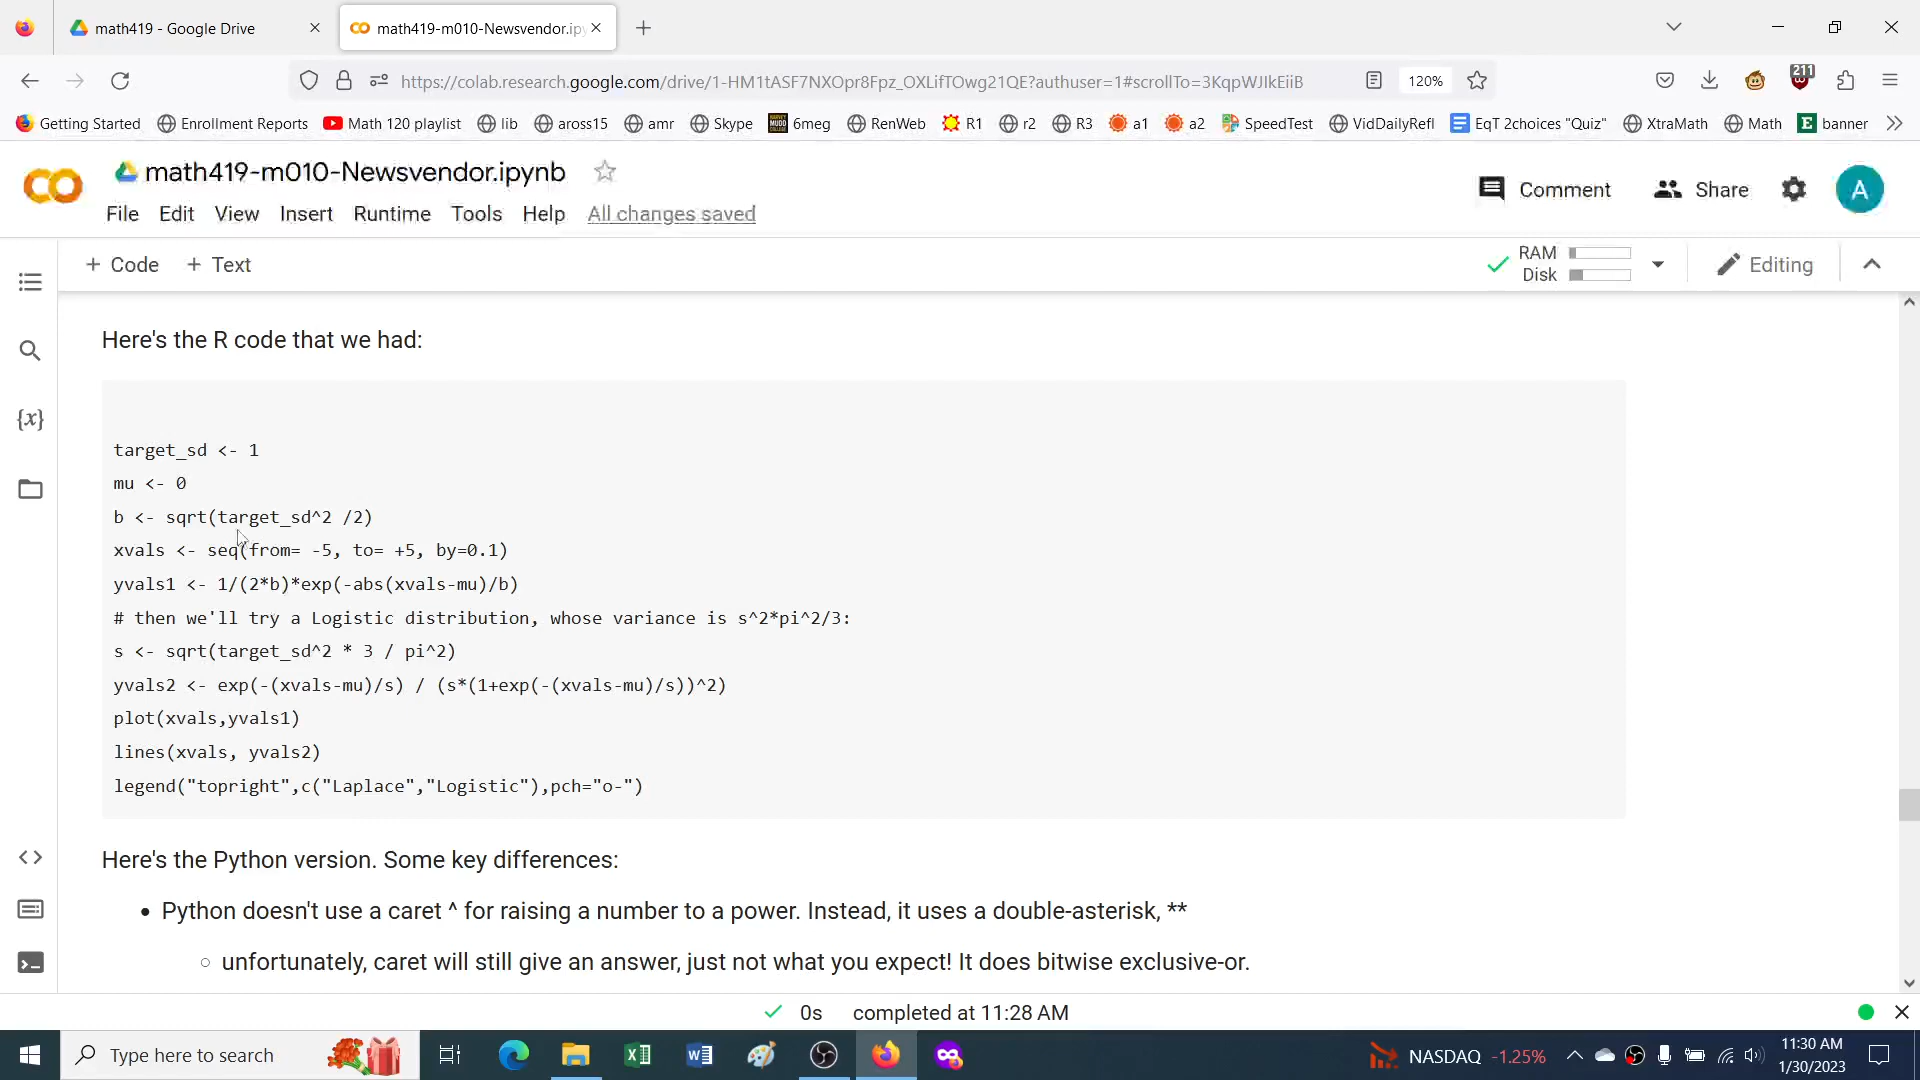 math419 - Google Drive
math419-m010-Newsvendor.ipy
https://colab.research.google.com/drive/1-HM1tASF7NXOpr8Fpz_OXLifTOwg21QE?authuser=1#scrollTo=3KqpWJIkEiiB
120%
211
Getting Started
Enrollment Reports
Math 120 playlist
lib
aross15
amr
Skype
6meg
RenWeb
R1
r2
R3
a1
a2
SpeedTest
VidDailyRefl
EqT 2choices "Quiz"
XtraMath
Math
banner
math419-m010-Newsvendor.ipynb
Comment
Share
A
File Edit View Insert Runtime Tools Help All changes saved
+ Code + Text
RAM
Disk
Editing
Here's the R code that we had:
target_sd <- 1
mu <- 0
b <- sqrt(target_sd^2 /2)
xvals <- seq(from= -5, to= +5, by=0.1)
yvals1 <- 1/(2*b)*exp(-abs(xvals-mu)/b)
# then we'll try a Logistic distribution, whose variance is s^2*pi^2/3:
s <- sqrt(target_sd^2 * 3 / pi^2)
yvals2 <- exp(-(xvals-mu)/s) / (s*(1+exp(-(xvals-mu)/s))^2)
plot(xvals,yvals1)
lines(xvals, yvals2)
legend("topright",c("Laplace","Logistic"),pch="o-")
Here's the Python version. Some key differences:
• Python doesn't use a caret ^ for raising a number to a power. Instead, it uses a double-asterisk, **
○ unfortunately, caret will still give an answer, just not what you expect! It does bitwise exclusive-or.
0s completed at 11:28 AM
Type here to search
NASDAQ -1.25%
11:30 AM
1/30/2023